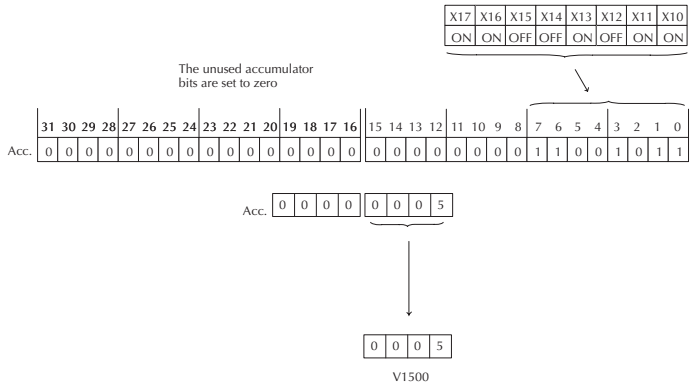 X17 X16 X15 X14 X13 X12 X11 X10
ON ON OFF OFF ON OFF ON ON
The unused accumulator
bits are set to zero
31 30 29 28 27 26 25 24 23 22 21 20 19 18 17 16 15 14 13 12 11 10 9 8 7 6 5 4 3 2 1 0
Acc. 0 0 0 0 0 0 0 0 0 0 0 0 0 0 0 0 0 0 0 0 0 0 0 0 1 1 0 0 1 0 1 1
Acc. 0 0 0 0 0 0 0 5
0 0 0 5
V1500